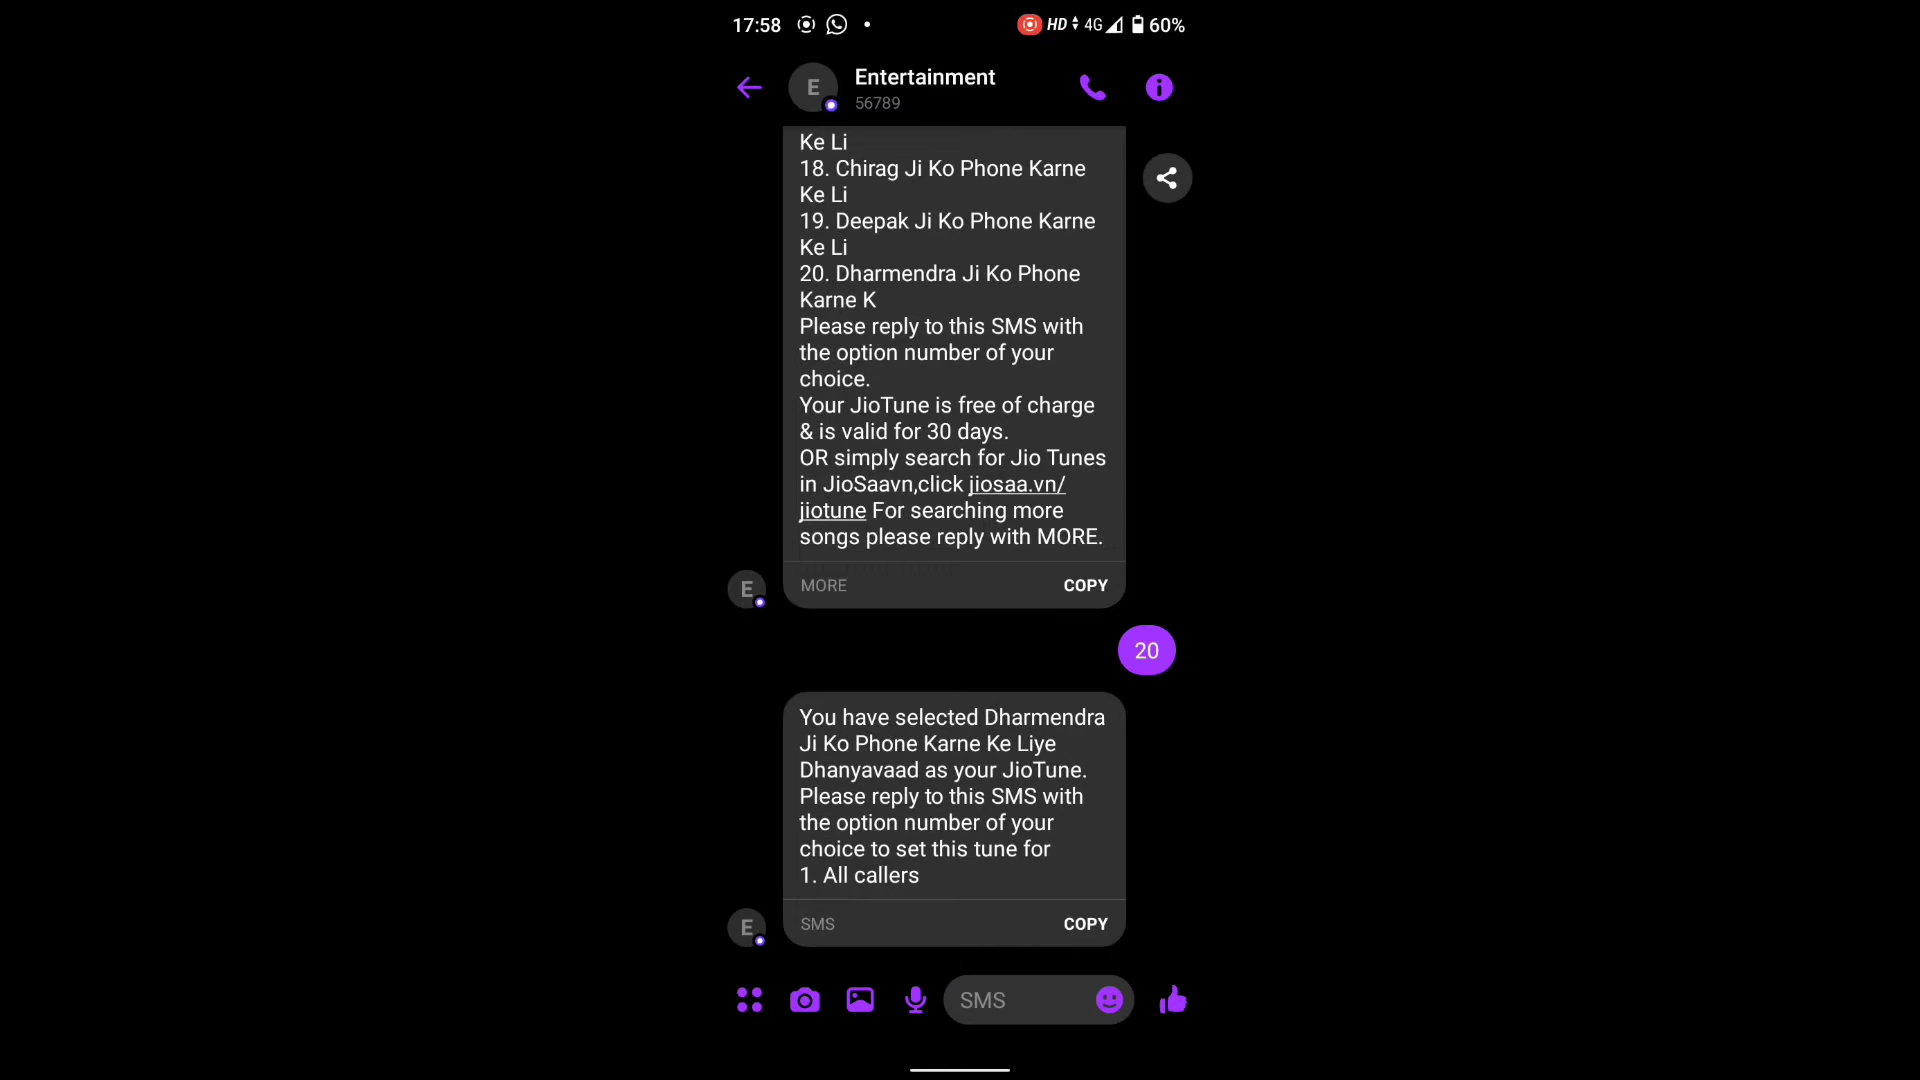 17:58
HD 4G 60%
E
Entertainment
56789
Ke Li
18. Chirag Ji Ko Phone Karne
Ke Li
19. Deepak Ji Ko Phone Karne
Ke Li
20. Dharmendra Ji Ko Phone
Karne K
Please reply to this SMS with
the option number of your
choice.
Your JioTune is free of charge
& is valid for 30 days.
OR simply search for Jio Tunes
in JioSaavn,click jiosaa.vn/
jiotune For searching more
songs please reply with MORE.
MORE COPY
E
20
You have selected Dharmendra
Ji Ko Phone Karne Ke Liye
Dhanyavaad as your JioTune.
Please reply to this SMS with
the option number of your
choice to set this tune for
1. All callers
SMS COPY
E
SMS